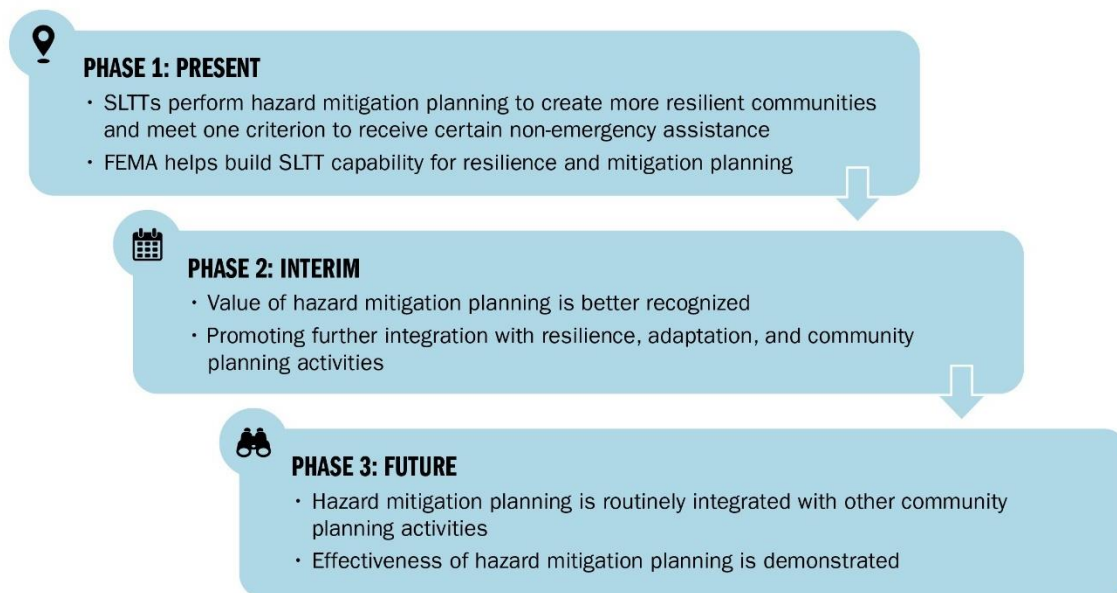 PHASE 1: PRESENT
· SLTTs perform hazard mitigation planning to create more resilient communities
and meet one criterion to receive certain non-emergency assistance
· FEMA helps build SLTT capability for resilience and mitigation planning
PHASE 2: INTERIM
· Value of hazard mitigation planning is better recognized
· Promoting further integration with resilience, adaptation, and community
planning activities
PHASE 3: FUTURE
· Hazard mitigation planning is routinely integrated with other community
planning activities
· Effectiveness of hazard mitigation planning is demonstrated